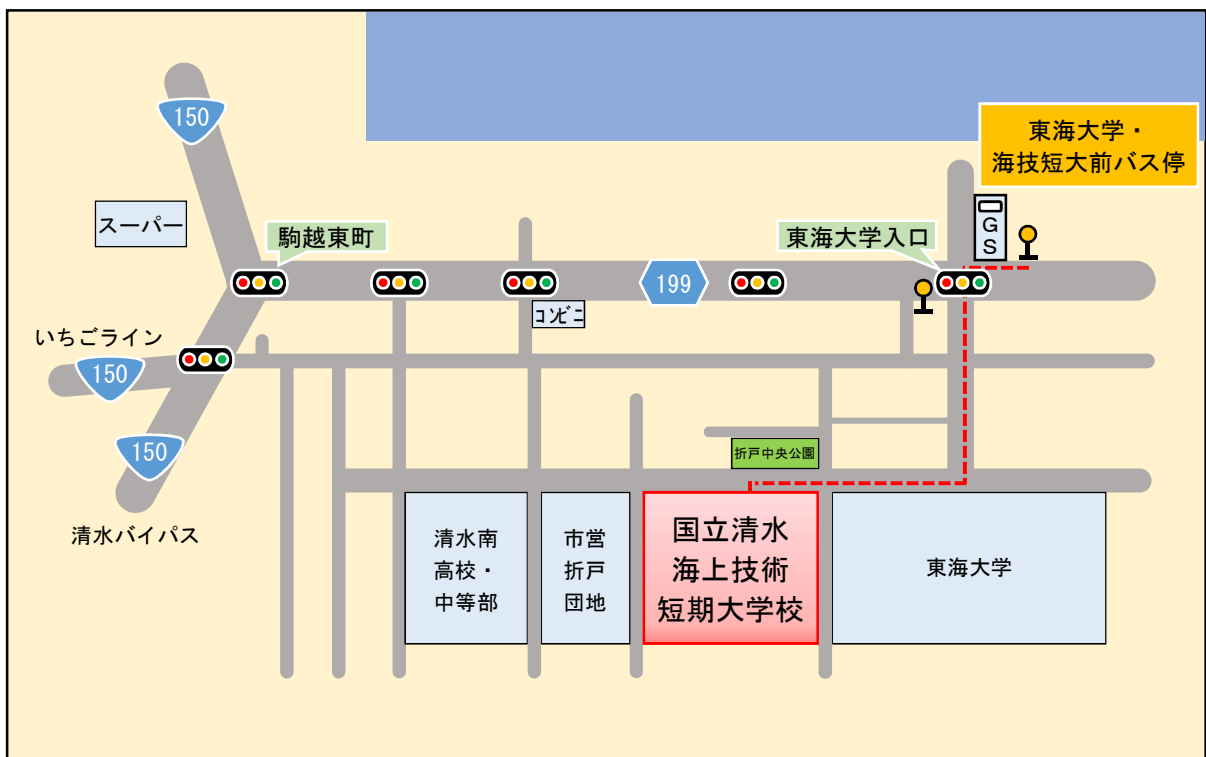 150
東海大学・
海技短大前バス停
スーパー
駒越東町
東海大学入口
GS
199
コンビニ
いちごライン
150
150
清水バイパス
折戸中央公園
清水南
高校・
中等部
市営
折戸
団地
国立清水
海上技術
短期大学校
東海大学